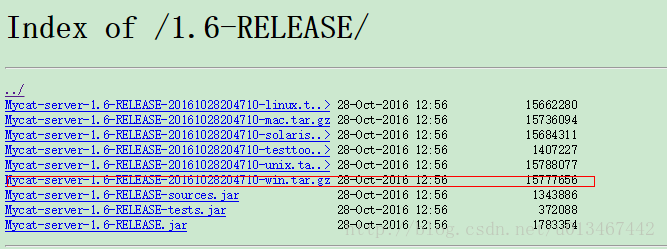 Index of /1.6-RELEASE/
../
Mycat-server-1.6-RELEASE-20161028204710-linux.t..> 28-Oct-2016 12:56 15662280
Mycat-server-1.6-RELEASE-20161028204710-mac.tar.gz 28-Oct-2016 12:56 15736094
Mycat-server-1.6-RELEASE-20161028204710-solaris..> 28-Oct-2016 12:56 15684311
Mycat-server-1.6-RELEASE-20161028204710-testtoo..> 28-Oct-2016 12:56 1407227
Mycat-server-1.6-RELEASE-20161028204710-unix.ta..> 28-Oct-2016 12:56 15788077
Mycat-server-1.6-RELEASE-20161028204710-win.tar.gz 28-Oct-2016 12:56 15777656
Mycat-server-1.6-RELEASE-sources.jar 28-Oct-2016 12:56 1343886
Mycat-server-1.6-RELEASE-tests.jar 28-Oct-2016 12:56 372088
Mycat-server-1.6-RELEASE.jar 28-Oct-2016 12:56 1783354
http://blog.csdn.net/u013467442